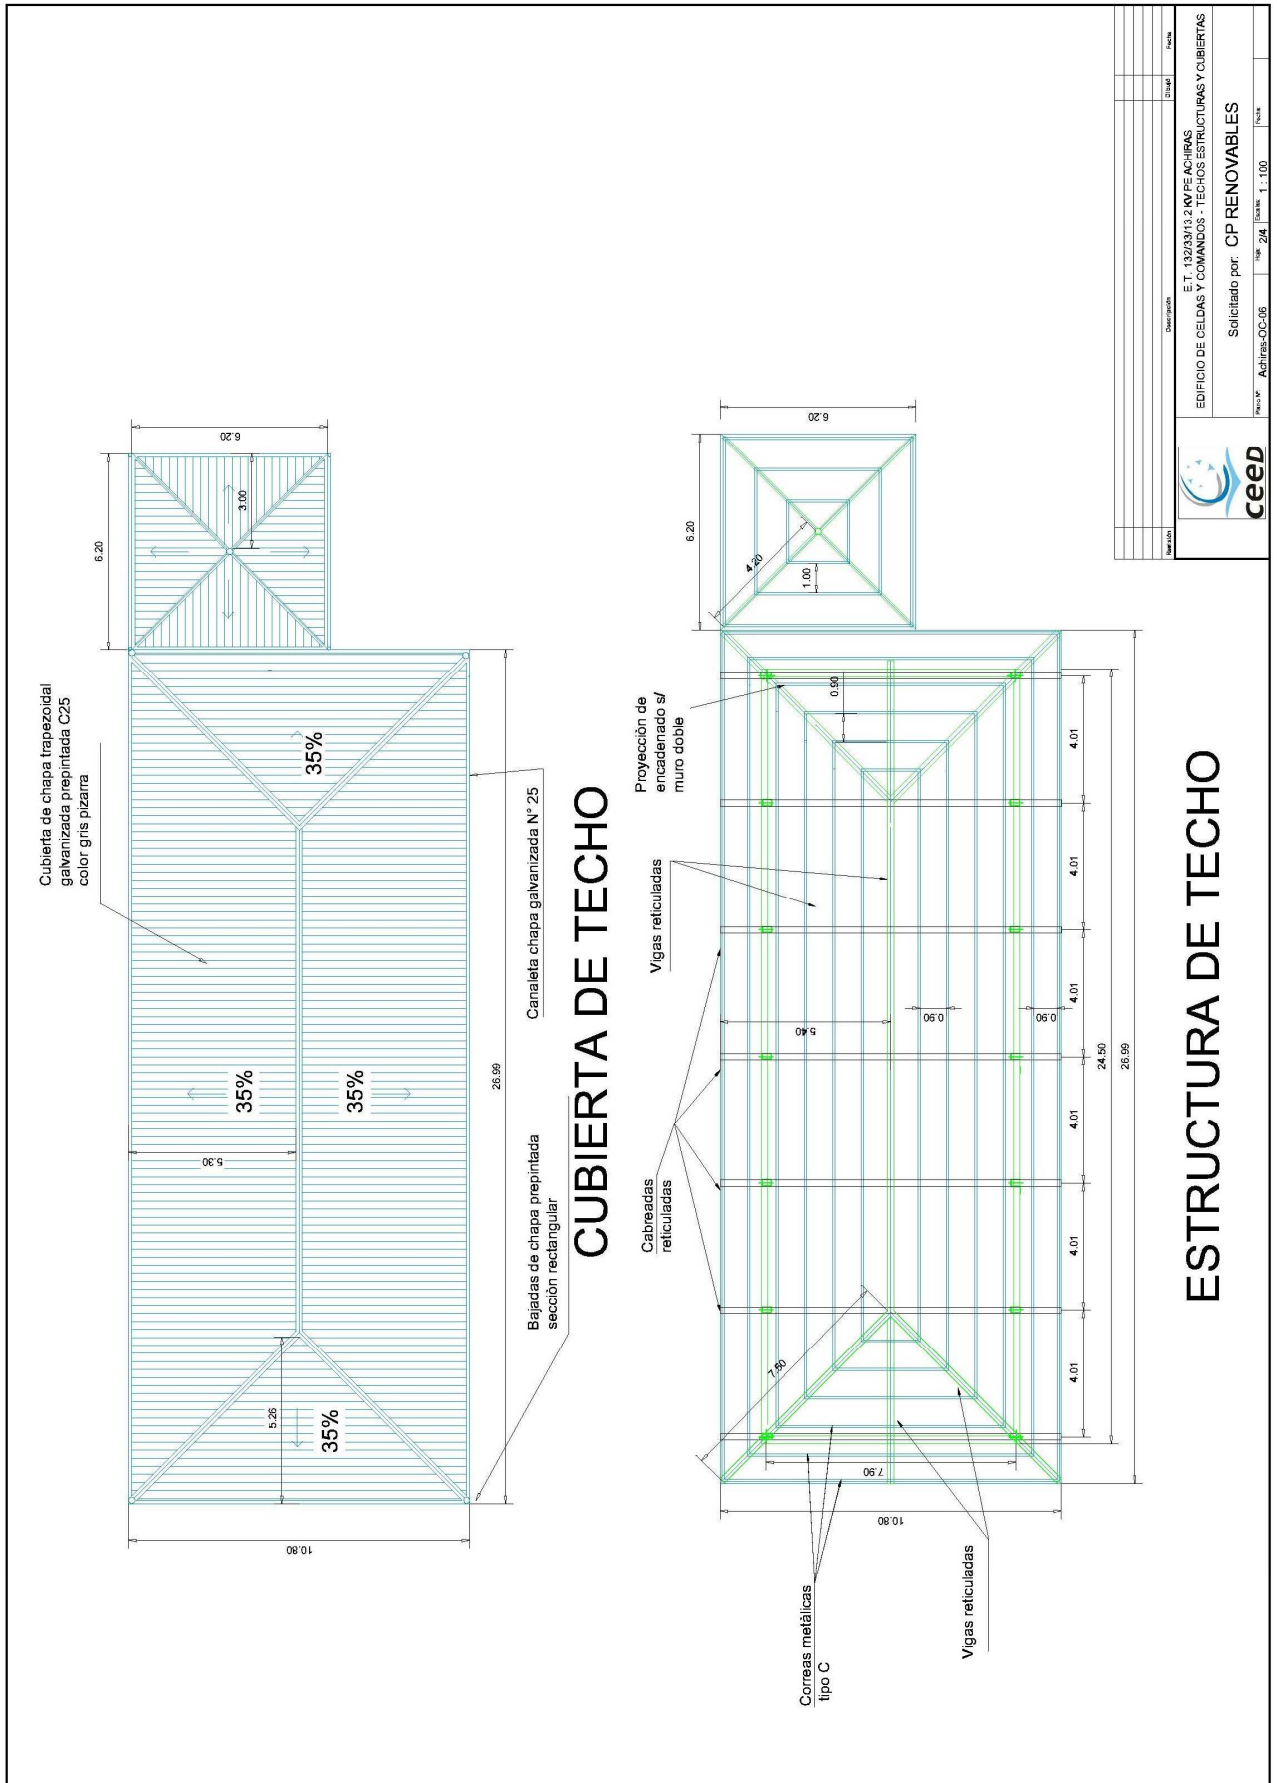 Cubierta de chapa trapezoidal
galvanizada prepintada C25
color gris pizarra
6.20
6.20
3.00
35%
35%
35%
35%
5.30
5.26
26.99
10.80
Canaleta chapa galvanizada N° 25
Bajadas de chapa prepintada
sección rectangular
CUBIERTA DE TECHO
Proyección de
encadenado s/
muro doble
Vigas reticuladas
Cabreadas
reticuladas
Correas metálicas
tipo C
Vigas reticuladas
6.20
6.20
4.20
1.00
0.90
5.40
0.90
0.90
7.50
7.90
10.80
4.01
4.01
4.01
4.01
4.01
4.01
24.50
26.99
ESTRUCTURA DE TECHO
Revisión
Descripción
Dibujó
Fecha
ceeD
E.T. 132/33/13.2 KV PE ACHIRAS
EDIFICIO DE CELDAS Y COMANDOS - TECHOS ESTRUCTURAS Y CUBIERTAS
Solicitado por: CP RENOVABLES
Plano Nº: Achiras-OC-06
Hoja: 2/4
Escala: 1 : 100
Fecha: